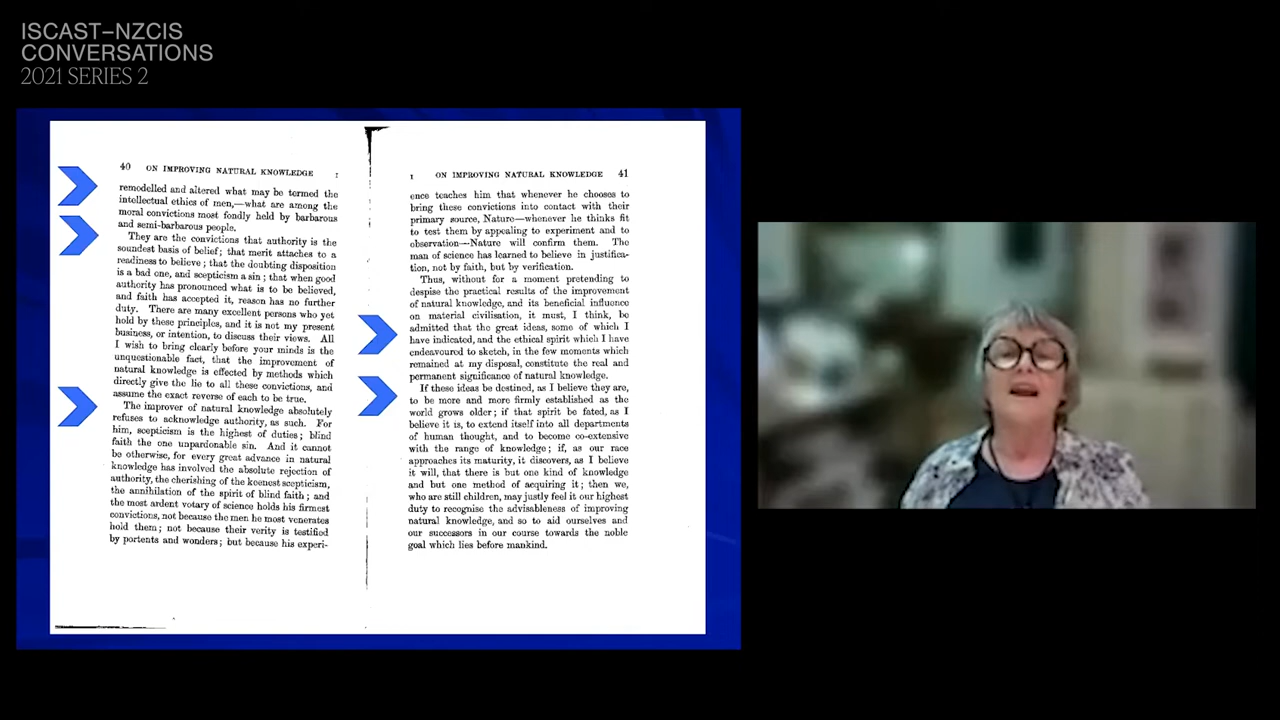 ISCAST–NZCIS
CONVERSATIONS
2021 SERIES 2
40 ON IMPROVING NATURAL KNOWLEDGE I
remodelled and altered what may be termed the
intellectual ethics of men,—what are among the
moral convictions most fondly held by barbarous
and semi-barbarous people.
They are the convictions that authority is the
soundest basis of belief; that merit attaches to a
readiness to believe; that the doubting disposition
is a bad one, and scepticism a sin; that when good
authority has pronounced what is to be believed,
and faith has accepted it, reason has no further
duty. There are many excellent persons who yet
hold by these principles, and it is not my present
business, or intention, to discuss their views. All
I wish to bring clearly before your minds is the
unquestionable fact, that the improvement of
natural knowledge is effected by methods which
directly give the lie to all these convictions, and
assume the exact reverse of each to be true.
The improver of natural knowledge absolutely
refuses to acknowledge authority, as such. For
him, scepticism is the highest of duties; blind
faith the one unpardonable sin. And it cannot
be otherwise, for every great advance in natural
knowledge has involved the absolute rejection of
authority, the cherishing of the keenest scepticism,
the annihilation of the spirit of blind faith; and
the most ardent votary of science holds his firmest
convictions, not because the men he most venerates
hold them; not because their verity is testified
by portents and wonders; but because his experi-
I ON IMPROVING NATURAL KNOWLEDGE 41
ence teaches him that whenever he chooses to
bring these convictions into contact with their
primary source, Nature—whenever he thinks fit
to test them by appealing to experiment and to
observation—Nature will confirm them. The
man of science has learned to believe in justifica-
tion, not by faith, but by verification.
Thus, without for a moment pretending to
despise the practical results of the improvement
of natural knowledge, and its beneficial influence
on material civilisation, it must, I think, be
admitted that the great ideas, some of which I
have indicated, and the ethical spirit which I have
endeavoured to sketch, in the few moments which
remained at my disposal, constitute the real and
permanent significance of natural knowledge.
If these ideas be destined, as I believe they are,
to be more and more firmly established as the
world grows older; if that spirit be fated, as I
believe it is, to extend itself into all departments
of human thought, and to become co-extensive
with the range of knowledge; if, as our race
approaches its maturity, it discovers, as I believe
it will, that there is but one kind of knowledge
and but one method of acquiring it; then we,
who are still children, may justly feel it our highest
duty to recognise the advisableness of improving
natural knowledge, and so to aid ourselves and
our successors in our course towards the noble
goal which lies before mankind.